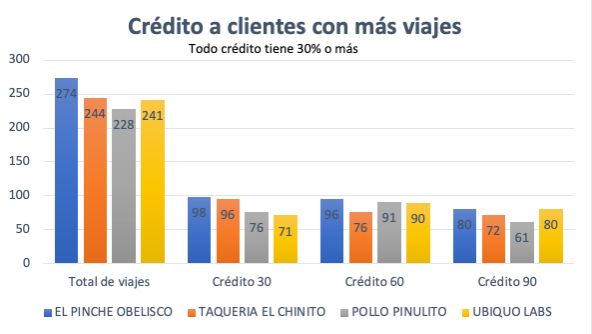 Crédito a clientes con más viajes
Todo crédito tiene 30% o más
300
250
200
150
100
50
0
274 244 228 241
98 96 76 71
96 76 91 90
80 72 61 80
Total de viajes Crédito 30 Crédito 60 Crédito 90
EL PINCHE OBELISCO TAQUERIA EL CHINITO POLLO PINULITO UBIQUO LABS